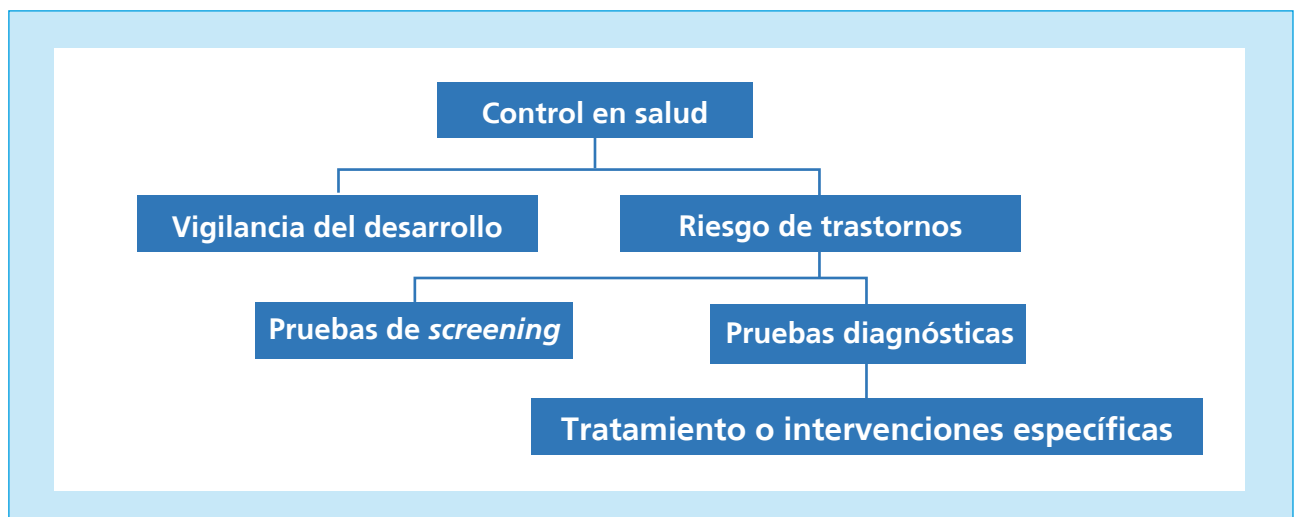 Control en salud
Vigilancia del desarrollo
Riesgo de trastornos
Pruebas de screening
Pruebas diagnósticas
Tratamiento o intervenciones específicas